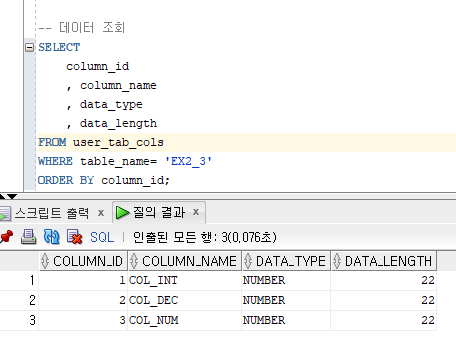 -- 데이터 조회
SELECT
column_id
, column_name
, data_type
, data_length
FROM user_tab_cols
WHERE table_name= 'EX2_3'
ORDER BY column_id;
스크립트 출력 x 질의 결과 x
SQL | 인출된 모든 행: 3(0,076초)
COLUMN_ID COLUMN_NAME DATA_TYPE DATA_LENGTH
1 1 COL_INT NUMBER 22
2 2 COL_DEC NUMBER 22
3 3 COL_NUM NUMBER 22